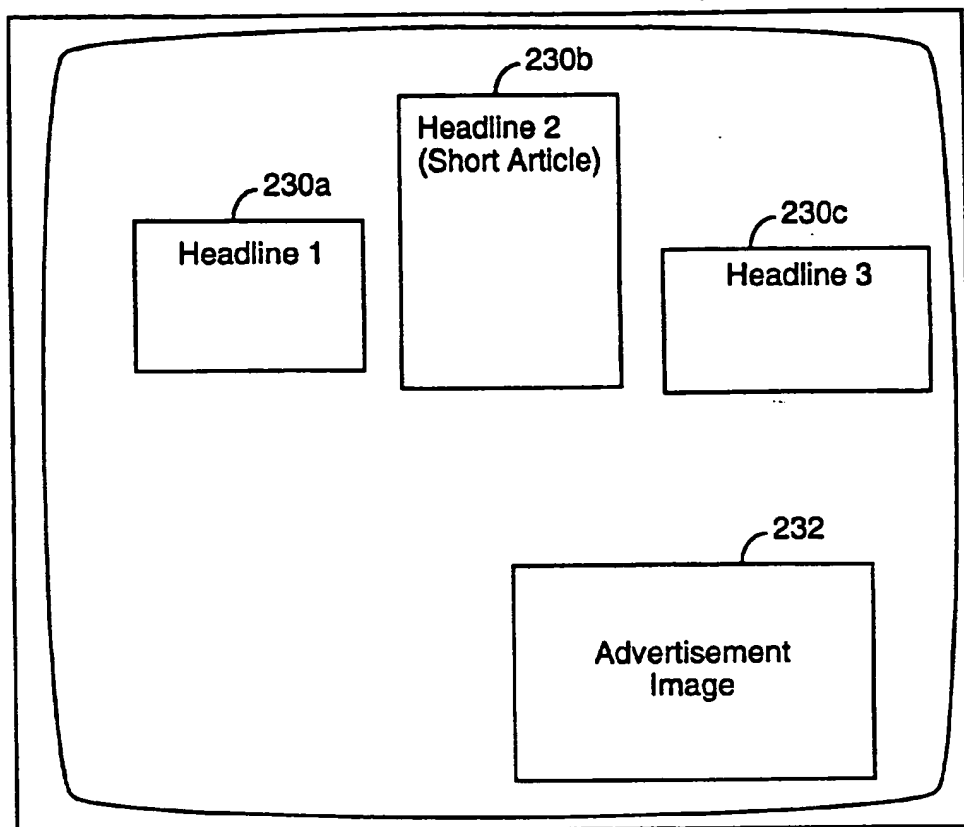 230b
Headline 2
(Short Article)
230a
Headline 1
230c
Headline 3
232
Advertisement
Image